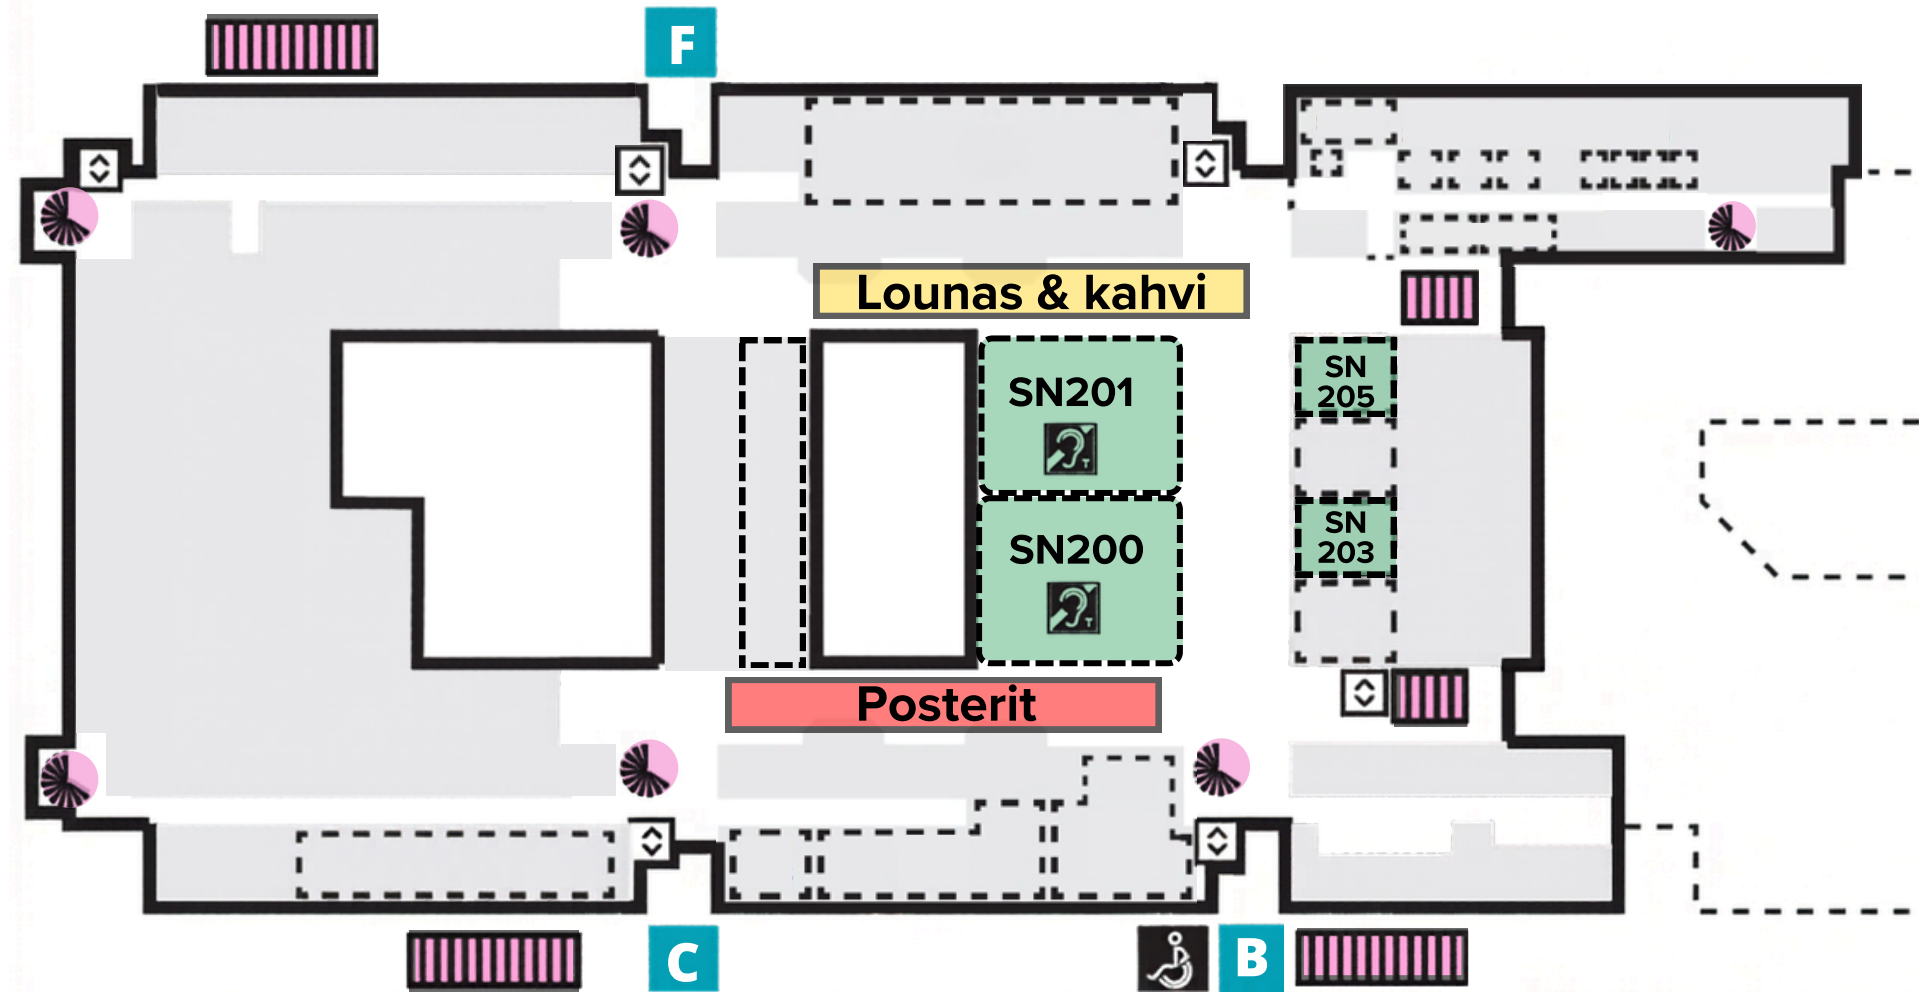 F
Lounas & kahvi
SN201
T
SN
205
SN200
T
SN
203
Posterit
C
B